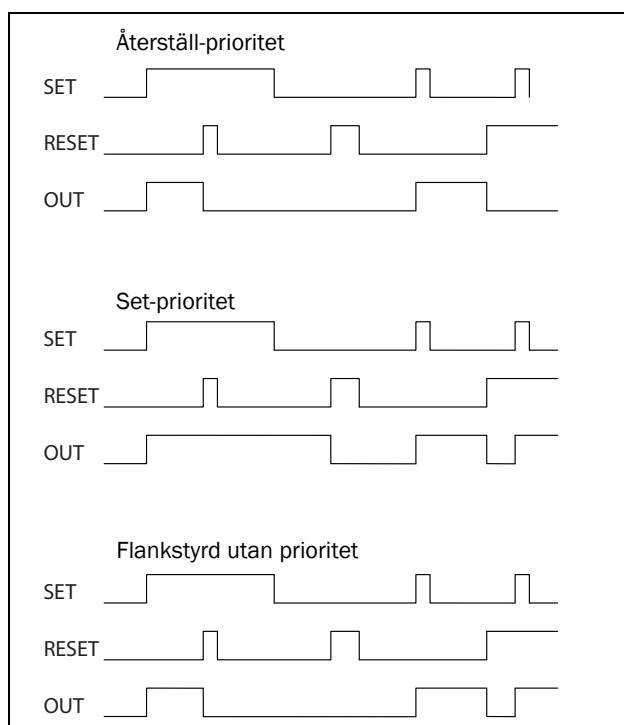 Återställ-prioritet
SET
RESET
OUT
Set-prioritet
SET
RESET
OUT
Flankstyrd utan prioritet
SET
RESET
OUT